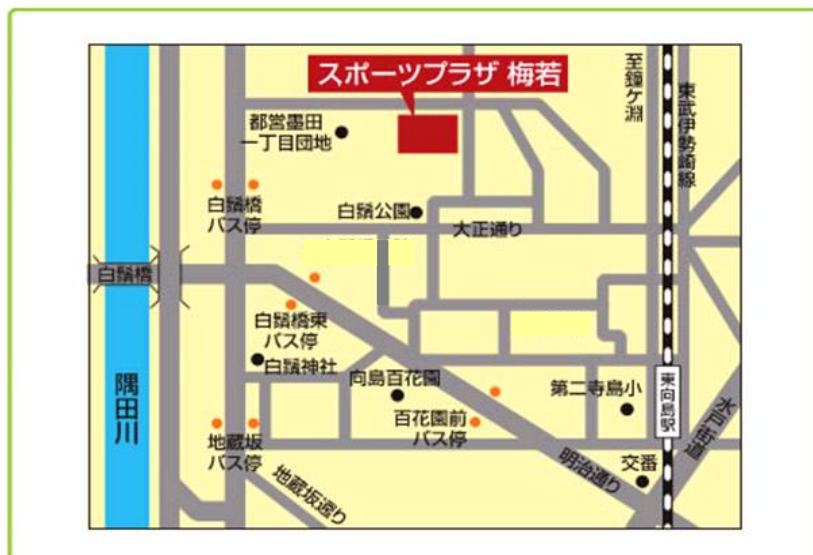 スポーツプラザ 梅若
至鐘ケ淵
東武伊勢崎線
都営墨田
一丁目団地
白鬚橋
バス停
白鬚公園
大正通り
白鬚橋
白鬚橋東
バス停
白鬚神社
向島百花園
第二寺島小
東向島駅
隅田川
地蔵坂
バス停
百花園前
バス停
水戸街道
明治通り
交番
地蔵坂通り